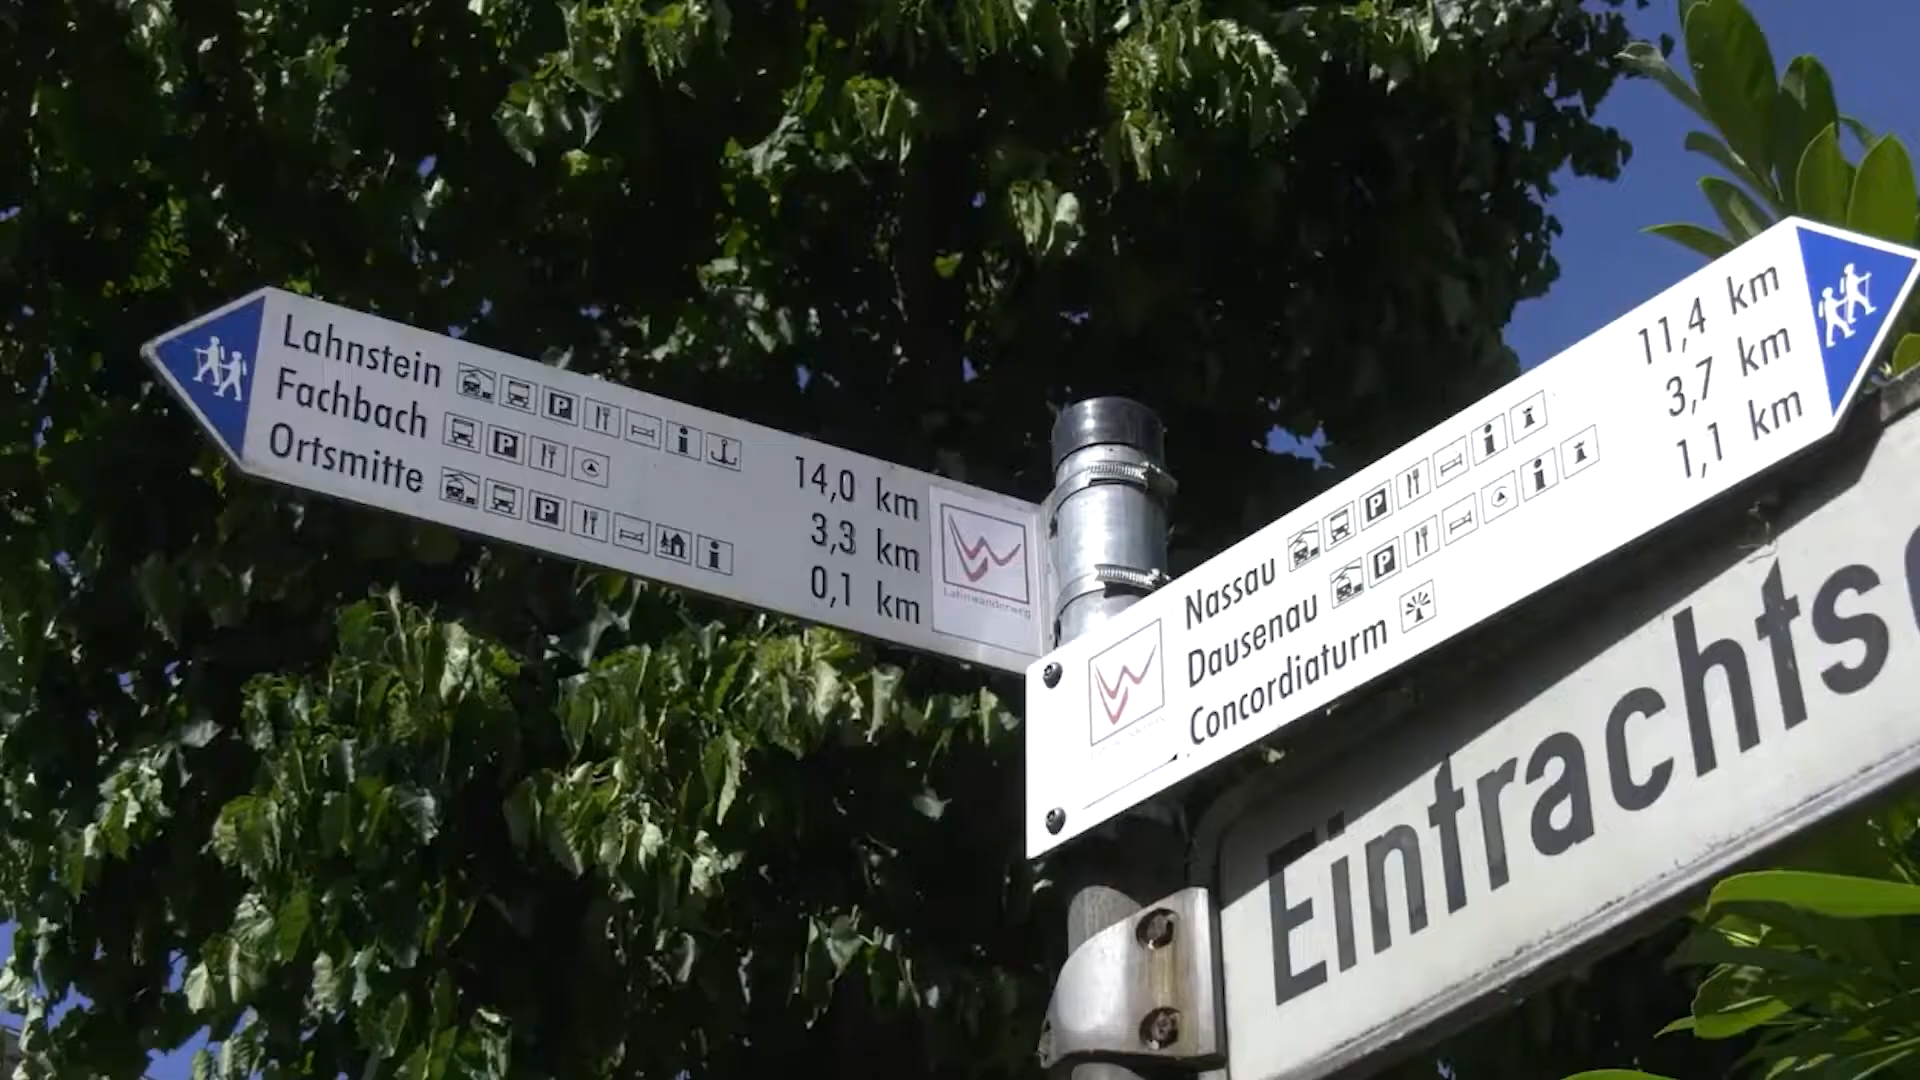 Lahnstein 14,0 km
Fachbach 3,3 km
Ortsmitte 0,1 km
Lahnwanderweg
Nassau 11,4 km
Dausenau 3,7 km
Concordiaturm 1,1 km
Eintrachts